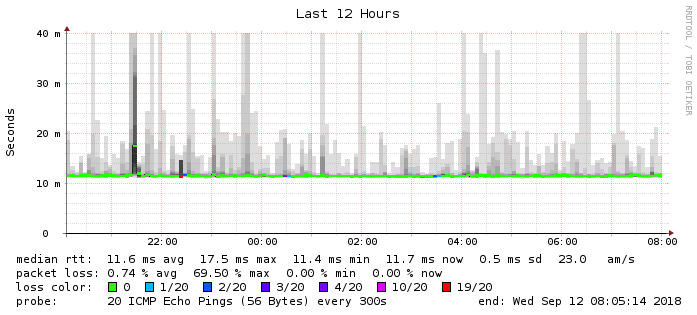 Last 12 Hours
RRDTOOL / TOBI OETIKER
Seconds
40 m
30 m
20 m
10 m
0
22:00 00:00 02:00 04:00 06:00 08:00
median rtt: 11.6 ms avg 17.5 ms max 11.4 ms min 11.7 ms now 0.5 ms sd 23.0 am/s
packet loss: 0.74 % avg 69.50 % max 0.00 % min 0.00 % now
loss color: 0 1/20 2/20 3/20 4/20 10/20 19/20
probe: 20 ICMP Echo Pings (56 Bytes) every 300s end: Wed Sep 12 08:05:14 2018